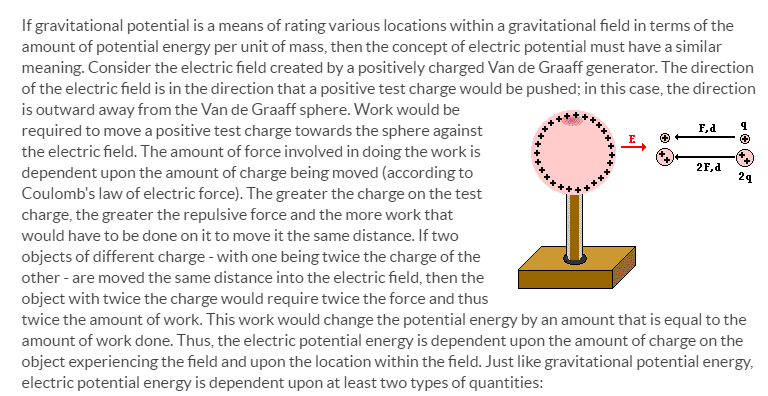 If gravitational potential is a means of rating various locations within a gravitational field in terms of the
amount of potential energy per unit of mass, then the concept of electric potential must have a similar
meaning. Consider the electric field created by a positively charged Van de Graaff generator. The direction
of the electric field is in the direction that a positive test charge would be pushed; in this case, the direction
is outward away from the Van de Graaff sphere. Work would be
required to move a positive test charge towards the sphere against
the electric field. The amount of force involved in doing the work is
dependent upon the amount of charge being moved (according to
Coulomb's law of electric force). The greater the charge on the test
charge, the greater the repulsive force and the more work that
would have to be done on it to move it the same distance. If two
objects of different charge - with one being twice the charge of the
other - are moved the same distance into the electric field, then the
object with twice the charge would require twice the force and thus
twice the amount of work. This work would change the potential energy by an amount that is equal to the
amount of work done. Thus, the electric potential energy is dependent upon the amount of charge on the
object experiencing the field and upon the location within the field. Just like gravitational potential energy,
electric potential energy is dependent upon at least two types of quantities:
E
F,d q
2F,d 2q